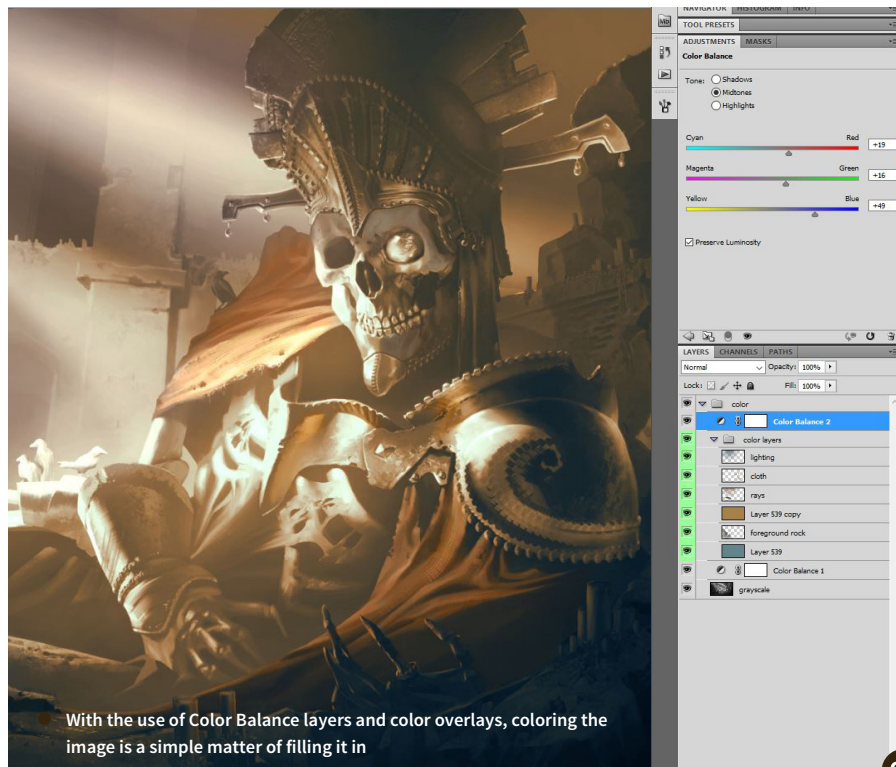 NAVIGATOR HISTOGRAM INFO
TOOL PRESETS
ADJUSTMENTS MASKS
Color Balance
Tone: Shadows
Midtones
Highlights
Cyan Red +19
Magenta Green +16
Yellow Blue +49
Preserve Luminosity
LAYERS CHANNELS PATHS
Normal Opacity: 100%
Lock: Fill: 100%
color
Color Balance 2
color layers
lighting
cloth
rays
Layer 539 copy
foreground rock
Layer 539
Color Balance 1
grayscale
With the use of Color Balance layers and color overlays, coloring the
image is a simple matter of filling it in